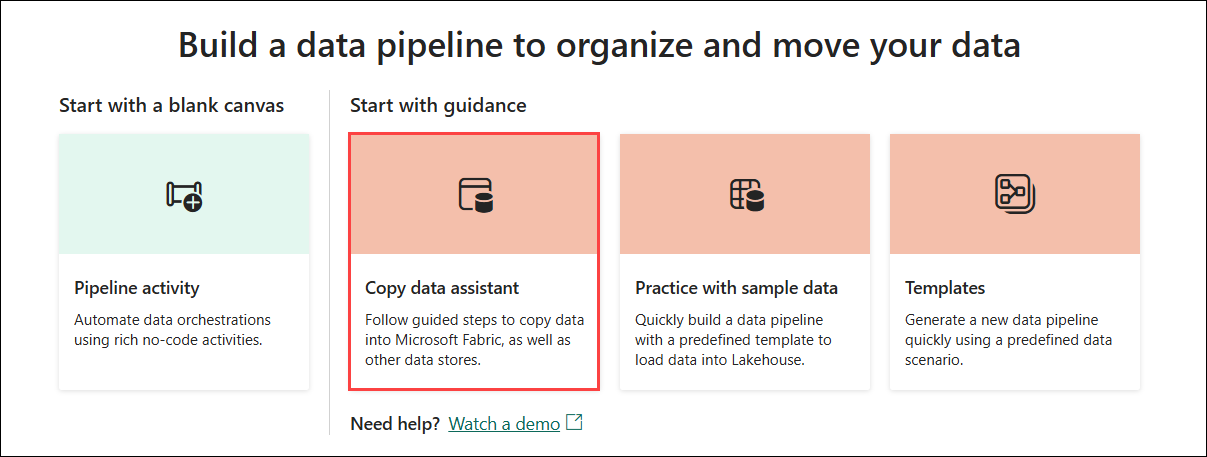 Build a data pipeline to organize and move your data
Start with a blank canvas
Start with guidance
Pipeline activity
Automate data orchestrations
using rich no-code activities.
Copy data assistant
Follow guided steps to copy data
into Microsoft Fabric, as well as
other data stores.
Practice with sample data
Quickly build a data pipeline
with a predefined template to
load data into Lakehouse.
Templates
Generate a new data pipeline
quickly using a predefined data
scenario.
Need help? Watch a demo